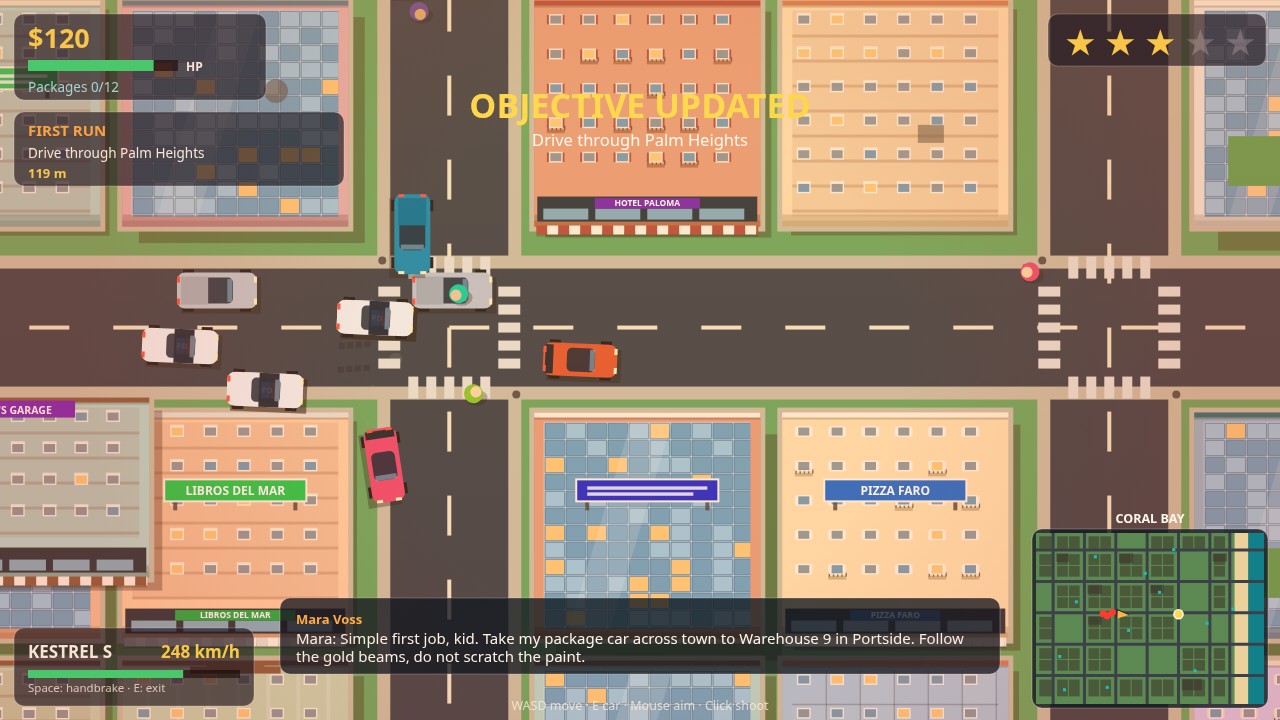 $120
HP
Packages 0/12
FIRST RUN
Drive through Palm Heights
119 m
OBJECTIVE UPDATED
Drive through Palm Heights
HOTEL PALOMA
'S GARAGE
LIBROS DEL MAR
PIZZA FARO
CORAL BAY
LIBROS DEL MAR
PIZZA FARO
Mara Voss
Mara: Simple first job, kid. Take my package car across town to Warehouse 9 in Portside. Follow
the gold beams, do not scratch the paint.
KESTREL S 248 km/h
Space: handbrake · E: exit
WASD move · E car · Mouse aim · Click shoot